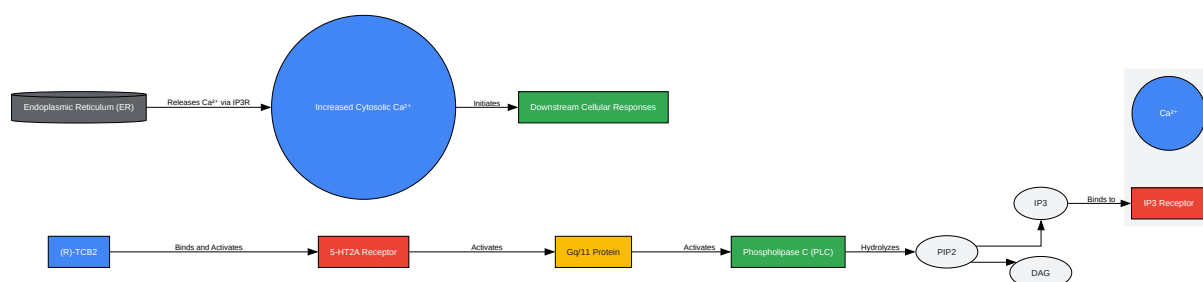 Endoplasmic Reticulum (ER)
Releases Ca²⁺ via IP3R
Increased Cytosolic Ca²⁺
Initiates
Downstream Cellular Responses
Ca²⁺
IP3
Binds to
IP3 Receptor
(R)-TCB2
Binds and Activates
5-HT2A Receptor
Activates
Gq/11 Protein
Activates
Phospholipase C (PLC)
Hydrolyzes
PIP2
DAG